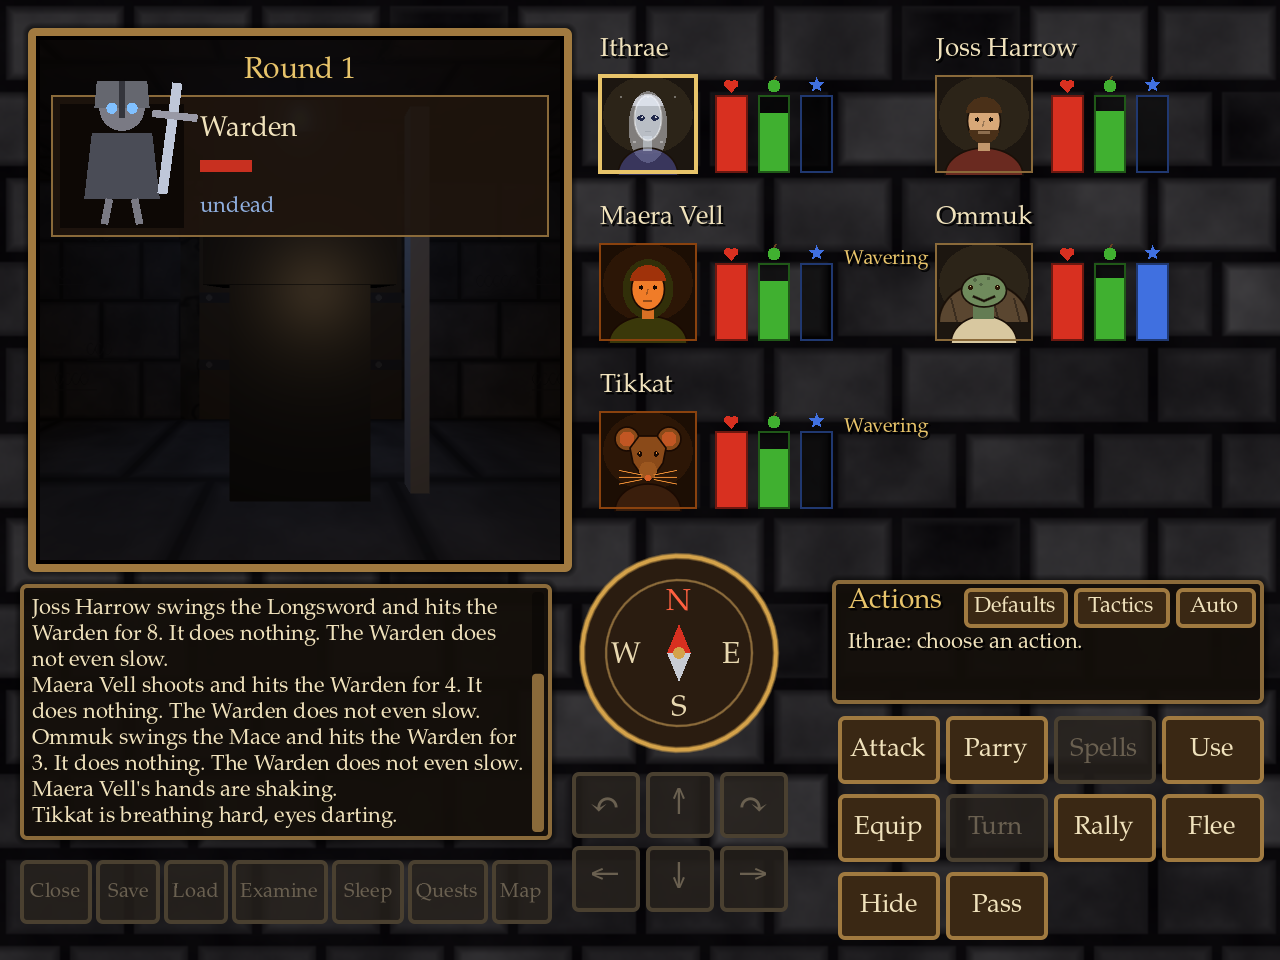 Round 1
Warden
undead
Ithrae
Joss Harrow
Maera Vell
Wavering
Ommuk
Tikkat
Wavering
Joss Harrow swings the Longsword and hits the
Warden for 8. It does nothing. The Warden does
not even slow.
Maera Vell shoots and hits the Warden for 4. It
does nothing. The Warden does not even slow.
Ommuk swings the Mace and hits the Warden for
3. It does nothing. The Warden does not even slow.
Maera Vell's hands are shaking.
Tikkat is breathing hard, eyes darting.
N
W E
S
Actions Defaults Tactics Auto
Ithrae: choose an action.
Attack Parry Spells Use
Equip Turn Rally Flee
Hide Pass
Close Save Load Examine Sleep Quests Map